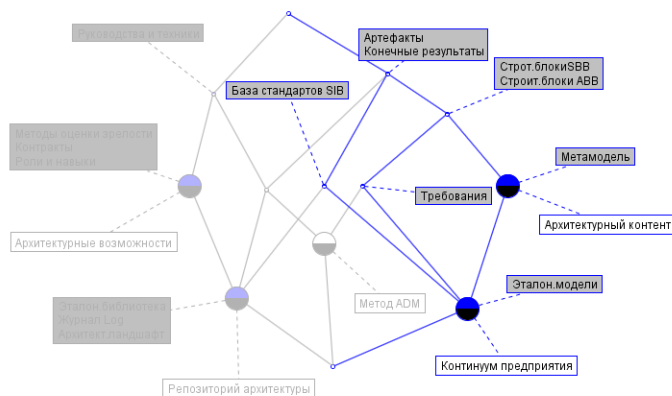 Руководства и техники
Артефакты
Конечные результаты
Строт.блокиSBB
Строит.блоки ABB
База стандартов SIB
Методы оценки зрелости
Контракты
Роли и навыки
Метамодель
Требования
Архитектурный контент
Архитектурные возможности
Эталон.модели
Эталон.библиотека
Журнал Log
Архитект.ландшафт
Метод ADM
Континуум предприятия
Репозиторий архитектуры